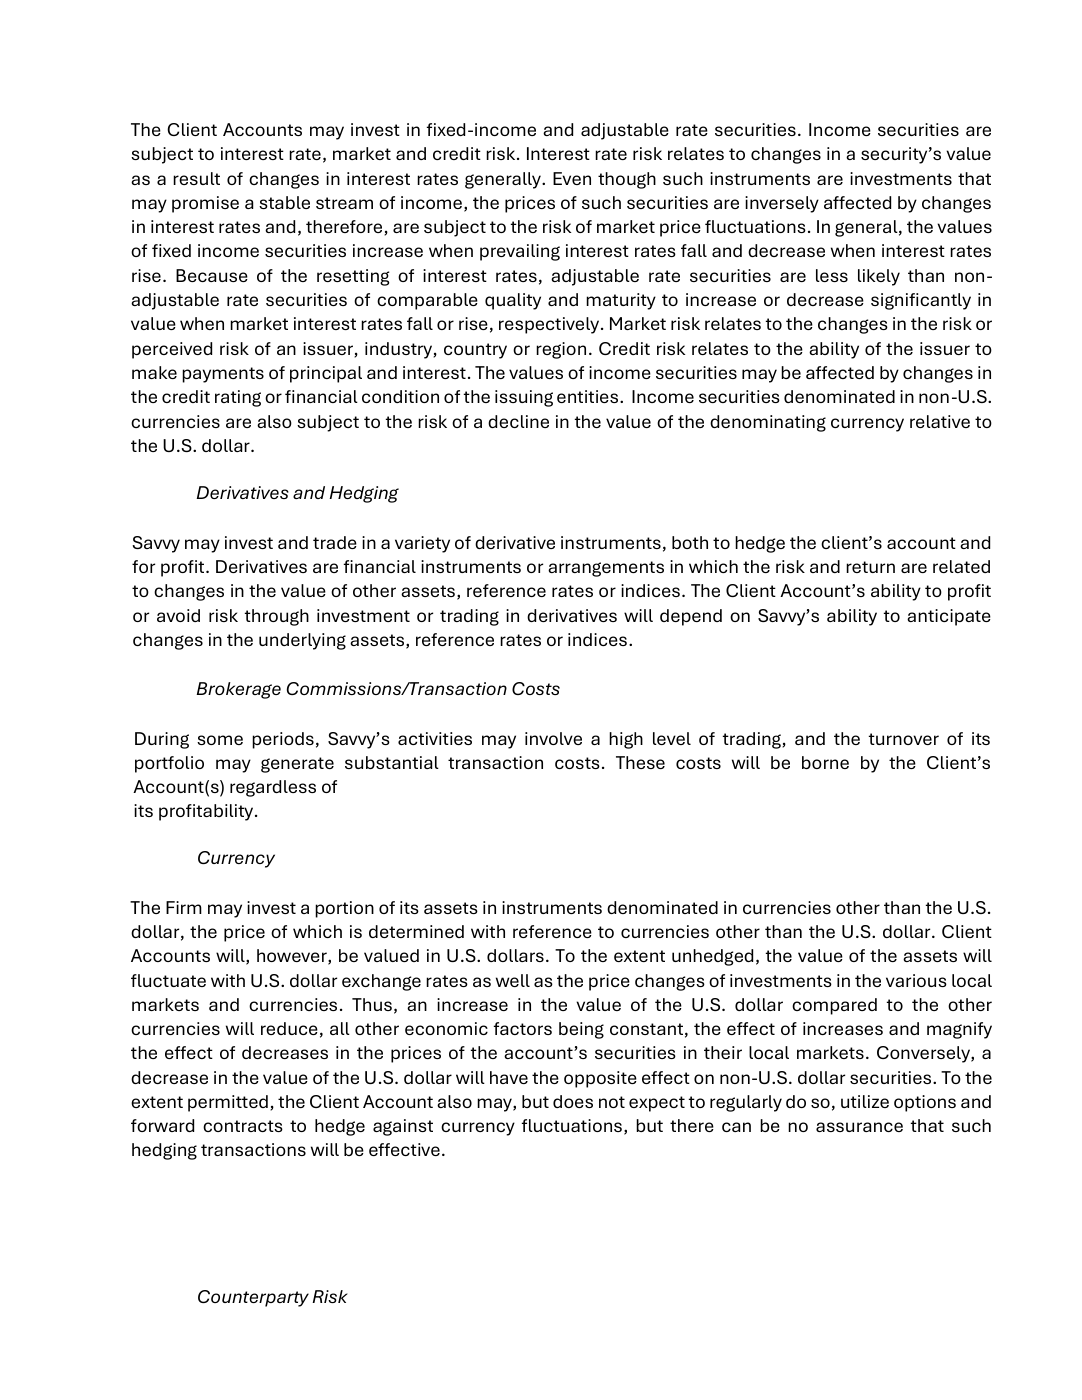 The Client Accounts may invest in fixed-income and adjustable rate securities. Income securities are
subject to interest rate, market and credit risk. Interest rate risk relates to changes in a security’s value
as a result of changes in interest rates generally. Even though such instruments are investments that
may promise a stable stream of income, the prices of such securities are inversely affected by changes
in interest rates and, therefore, are subject to the risk of market price fluctuations. In general, the values
of fixed income securities increase when prevailing interest rates fall and decrease when interest rates
rise. Because of the resetting of interest rates, adjustable rate securities are less likely than non-
adjustable rate securities of comparable quality and maturity to increase or decrease significantly in
value when market interest rates fall or rise, respectively. Market risk relates to the changes in the risk or
perceived risk of an issuer, industry, country or region. Credit risk relates to the ability of the issuer to
make payments of principal and interest. The values of income securities may be affected by changes in
the credit rating or financial condition of the issuing entities.  Income securities denominated in non-U.S.
currencies are also subject to the risk of a decline in the value of the denominating currency relative to
the U.S. dollar.
Derivatives and Hedging
Savvy may invest and trade in a variety of derivative instruments, both to hedge the client’s account and
for profit. Derivatives are financial instruments or arrangements in which the risk and return are related
to changes in the value of other assets, reference rates or indices. The Client Account’s ability to profit
or avoid risk through investment or trading in derivatives will depend on Savvy’s ability to anticipate
changes in the underlying assets, reference rates or indices.
Brokerage Commissions/Transaction Costs
During some periods, Savvy’s activities may involve a high level of trading, and the turnover of its
portfolio may generate substantial transaction costs. These costs will be borne by the Client’s
Account(s) regardless of
its profitability.
Currency
The Firm may invest a portion of its assets in instruments denominated in currencies other than the U.S.
dollar, the price of which is determined with reference to currencies other than the U.S. dollar. Client
Accounts will, however, be valued in U.S. dollars. To the extent unhedged, the value of the assets will
fluctuate with U.S. dollar exchange rates as well as the price changes of investments in the various local
markets and currencies. Thus, an increase in the value of the U.S. dollar compared to the other
currencies will reduce, all other economic factors being constant, the effect of increases and magnify
the effect of decreases in the prices of the account’s securities in their local markets. Conversely, a
decrease in the value of the U.S. dollar will have the opposite effect on non-U.S. dollar securities. To the
extent permitted, the Client Account also may, but does not expect to regularly do so, utilize options and
forward contracts to hedge against currency fluctuations, but there can be no assurance that such
hedging transactions will be effective.
Counterparty Risk